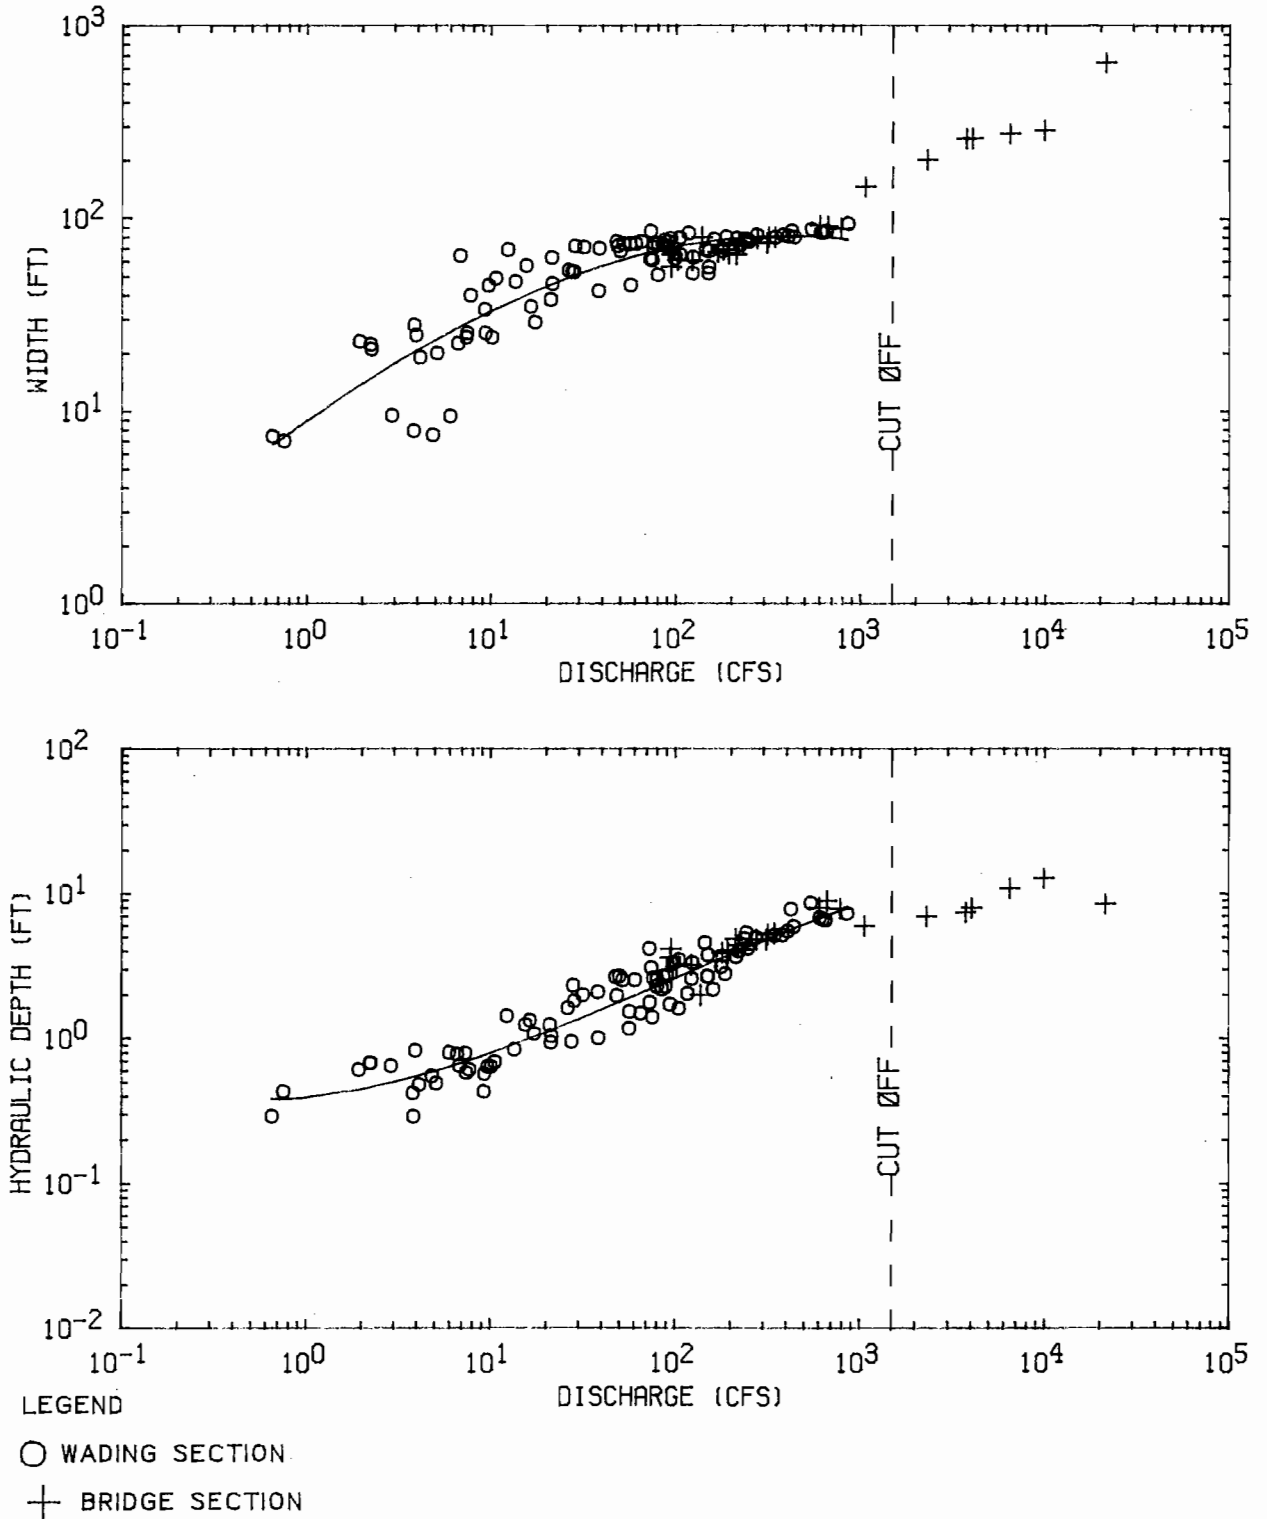 10³
10²
10¹
10⁰
WIDTH (FT)
CUT ØFF
10⁻¹ 10⁰ 10¹ 10² 10³ 10⁴ 10⁵
DISCHARGE (CFS)
10²
10¹
10⁰
10⁻¹
10⁻²
HYDRAULIC DEPTH (FT)
CUT ØFF
10⁻¹ 10⁰ 10¹ 10² 10³ 10⁴ 10⁵
DISCHARGE (CFS)
LEGEND
WADING SECTION
BRIDGE SECTION